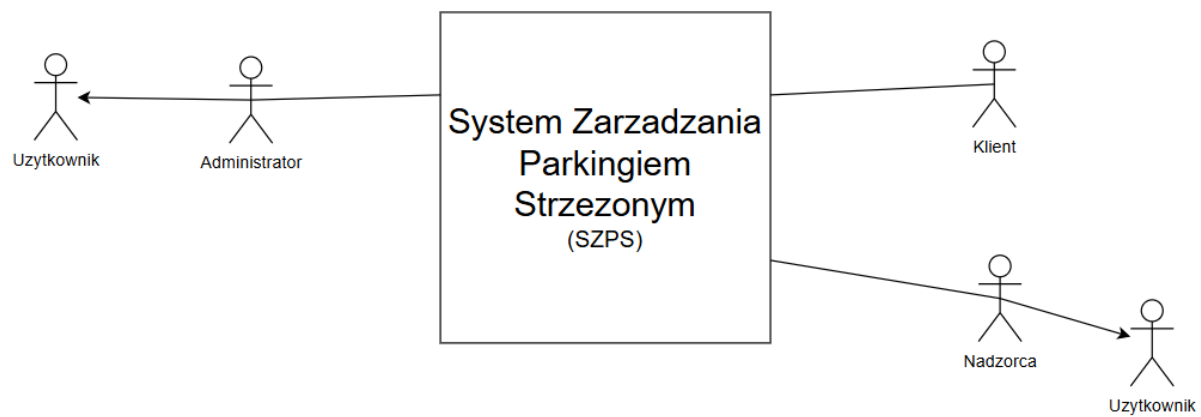 System Zarzadzania
Parkingiem
Strzezonym
(SZPS)
Uzytkownik
Administrator
Klient
Nadzorca
Uzytkownik